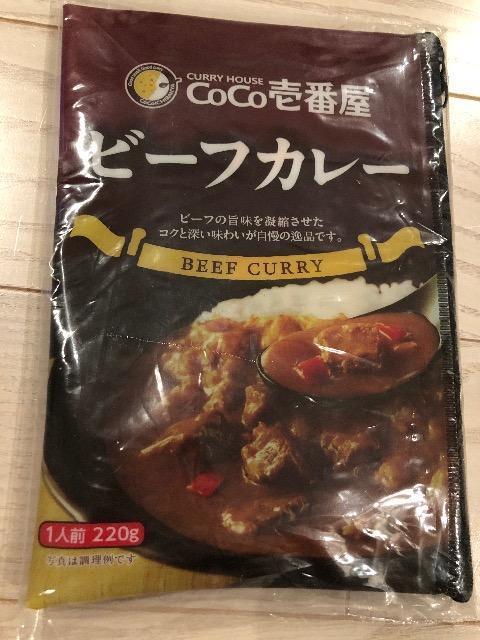 CURRY HOUSE
CoCo壱番屋
ビーフカレー
ビーフの旨味を凝縮させた
コクと深い味わいが自慢の逸品です。
BEEF CURRY
1人前 220g
写真は調理例です